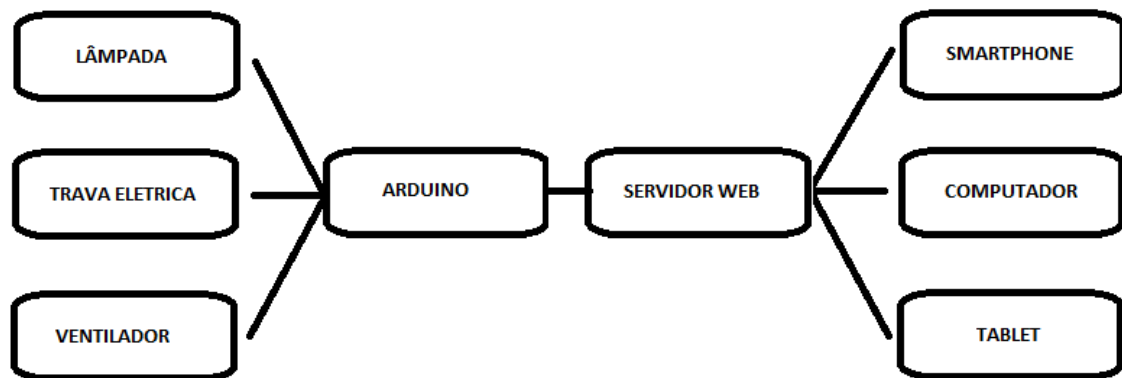 LÂMPADA
TRAVA ELETRICA
VENTILADOR
ARDUINO
SERVIDOR WEB
SMARTPHONE
COMPUTADOR
TABLET